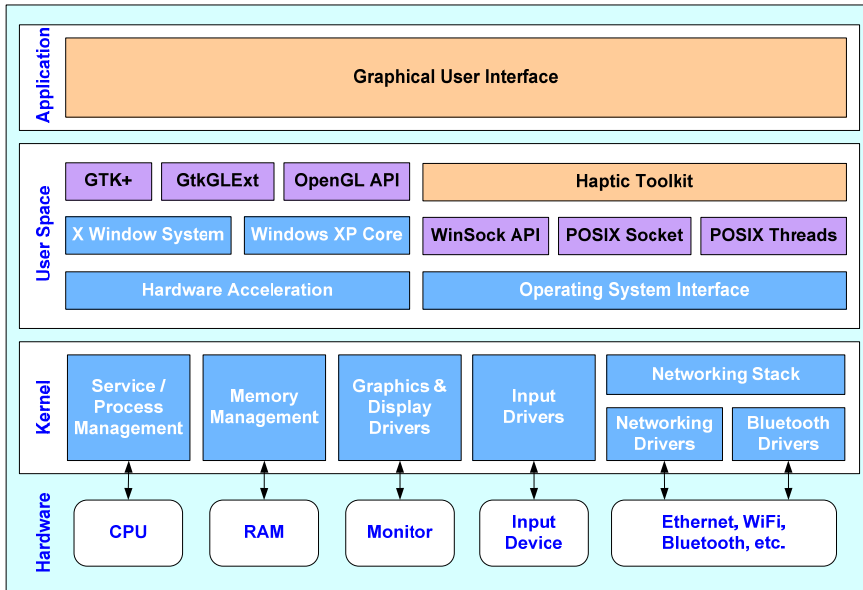 Application
Graphical User Interface
User Space
GTK+
GtkGLExt
OpenGL API
Haptic Toolkit
X Window System
Windows XP Core
WinSock API
POSIX Socket
POSIX Threads
Hardware Acceleration
Operating System Interface
Kernel
Service /
Process
Management
Memory
Management
Graphics &
Display
Drivers
Input
Drivers
Networking Stack
Networking
Drivers
Bluetooth
Drivers
Hardware
CPU
RAM
Monitor
Input
Device
Ethernet, WiFi,
Bluetooth, etc.